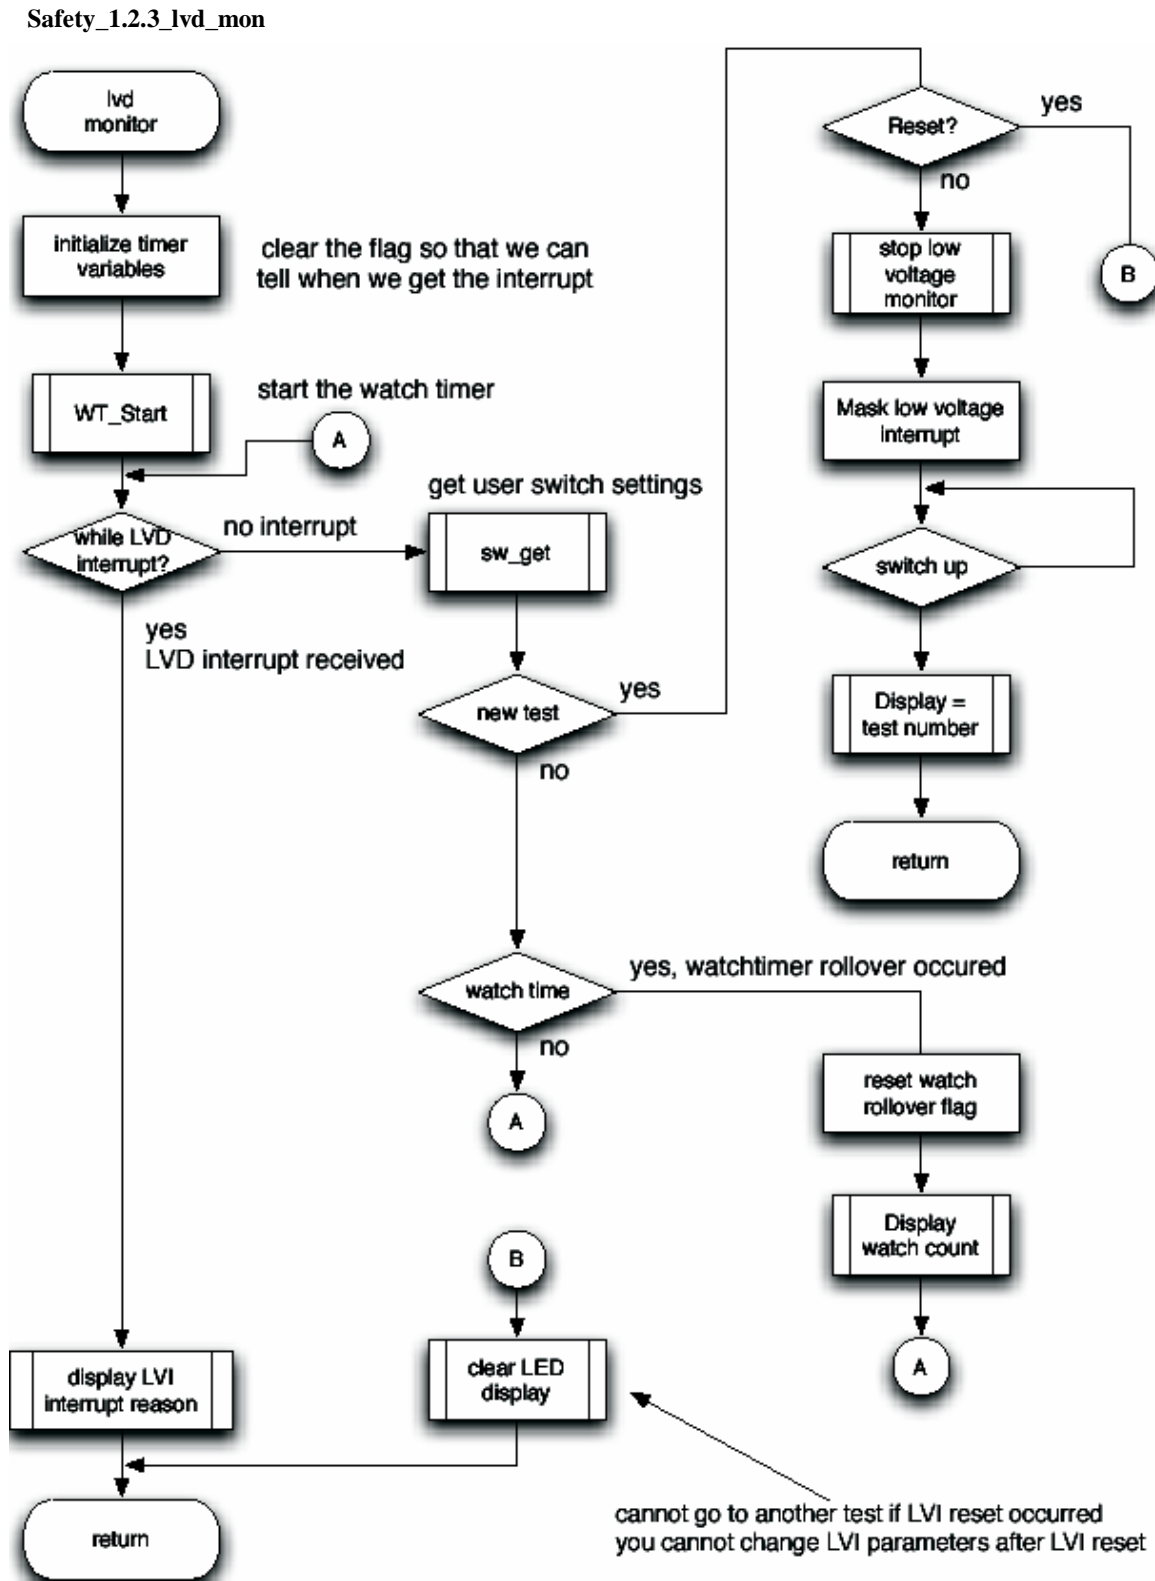 Safety_1.2.3_lvd_mon
lvd
monitor
initialize timer
variables
clear the flag so that we can
tell when we get the interrupt
WT_Start
start the watch timer
A
while LVD
interrupt?
no interrupt
yes
LVD interrupt received
get user switch settings
sw_get
new test
yes
no
Reset?
yes
no
B
stop low
voltage
monitor
Mask low voltage
interrupt
switch up
Display =
test number
return
watch time
yes, watchtimer rollover occured
no
A
reset watch
rollover flag
Display
watch count
A
B
clear LED
display
display LVI
interrupt reason
return
cannot go to another test if LVI reset occurred
you cannot change LVI parameters after LVI reset